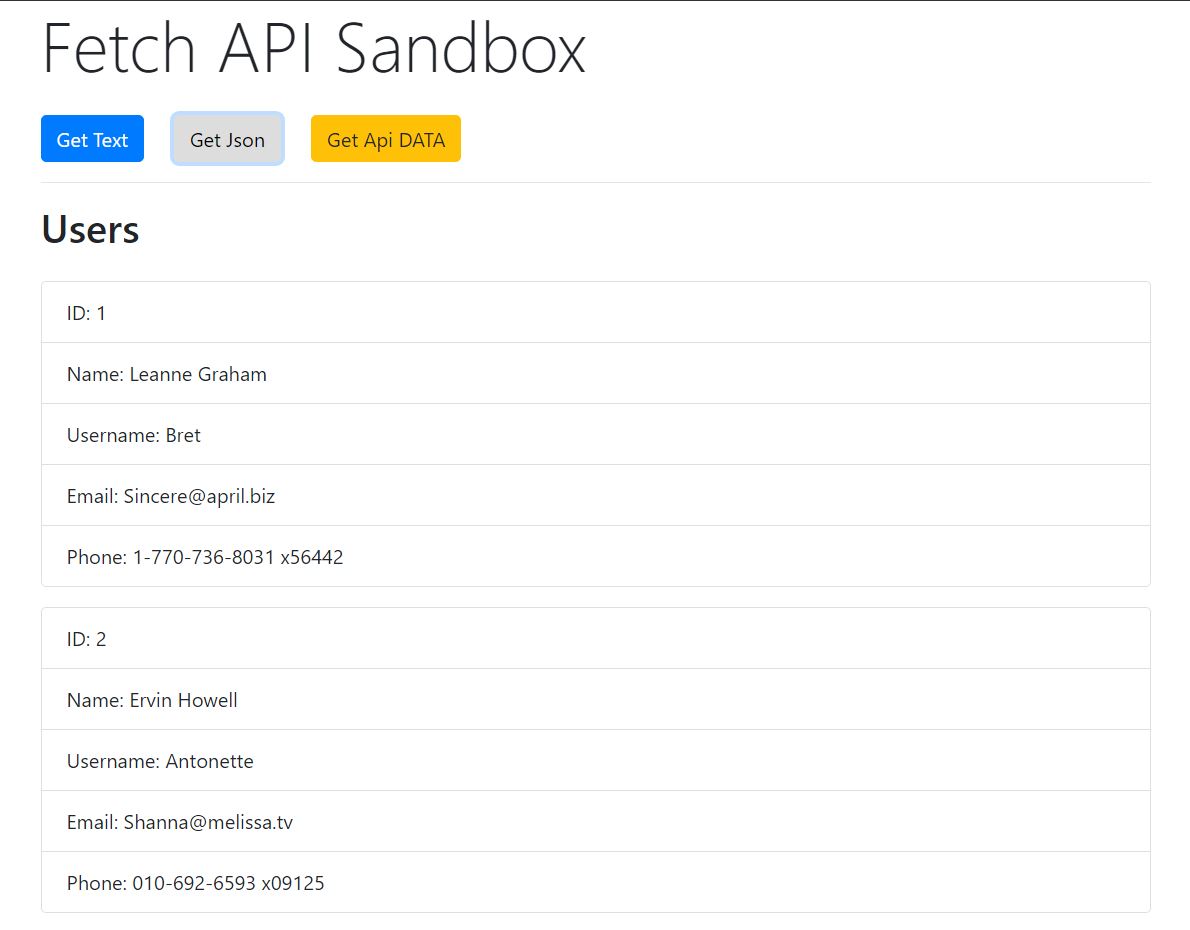 Fetch API Sandbox
Get Text Get Json Get Api DATA
Users
ID: 1
Name: Leanne Graham
Username: Bret
Email: Sincere@april.biz
Phone: 1-770-736-8031 x56442
ID: 2
Name: Ervin Howell
Username: Antonette
Email: Shanna@melissa.tv
Phone: 010-692-6593 x09125